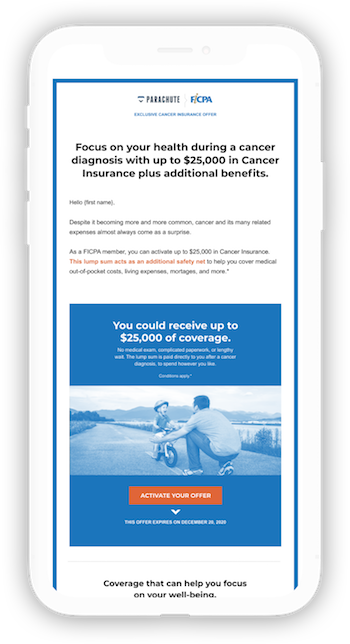 PARACHUTE | FICPA
EXCLUSIVE CANCER INSURANCE OFFER
Focus on your health during a cancer
diagnosis with up to $25,000 in Cancer
Insurance plus additional benefits.
Hello {first name},
Despite it becoming more and more common, cancer and its many related
expenses almost always come as a surprise.
As a FICPA member, you can activate up to $25,000 in Cancer Insurance.
This lump sum acts as an additional safety net to help you cover medical
out-of-pocket costs, living expenses, mortages, and more.*
You could receive up to
$25,000 of coverage.
No medical exam, complicated paperwork, or lengthy
wait. The lump sum is paid directly to you after a cancer
diagnosis, to spend however you like.
Conditions apply.*
ACTIVATE YOUR OFFER
THIS OFFER EXPIRES ON DECEMBER 20, 2020
Coverage that can help you focus
on your well-being.